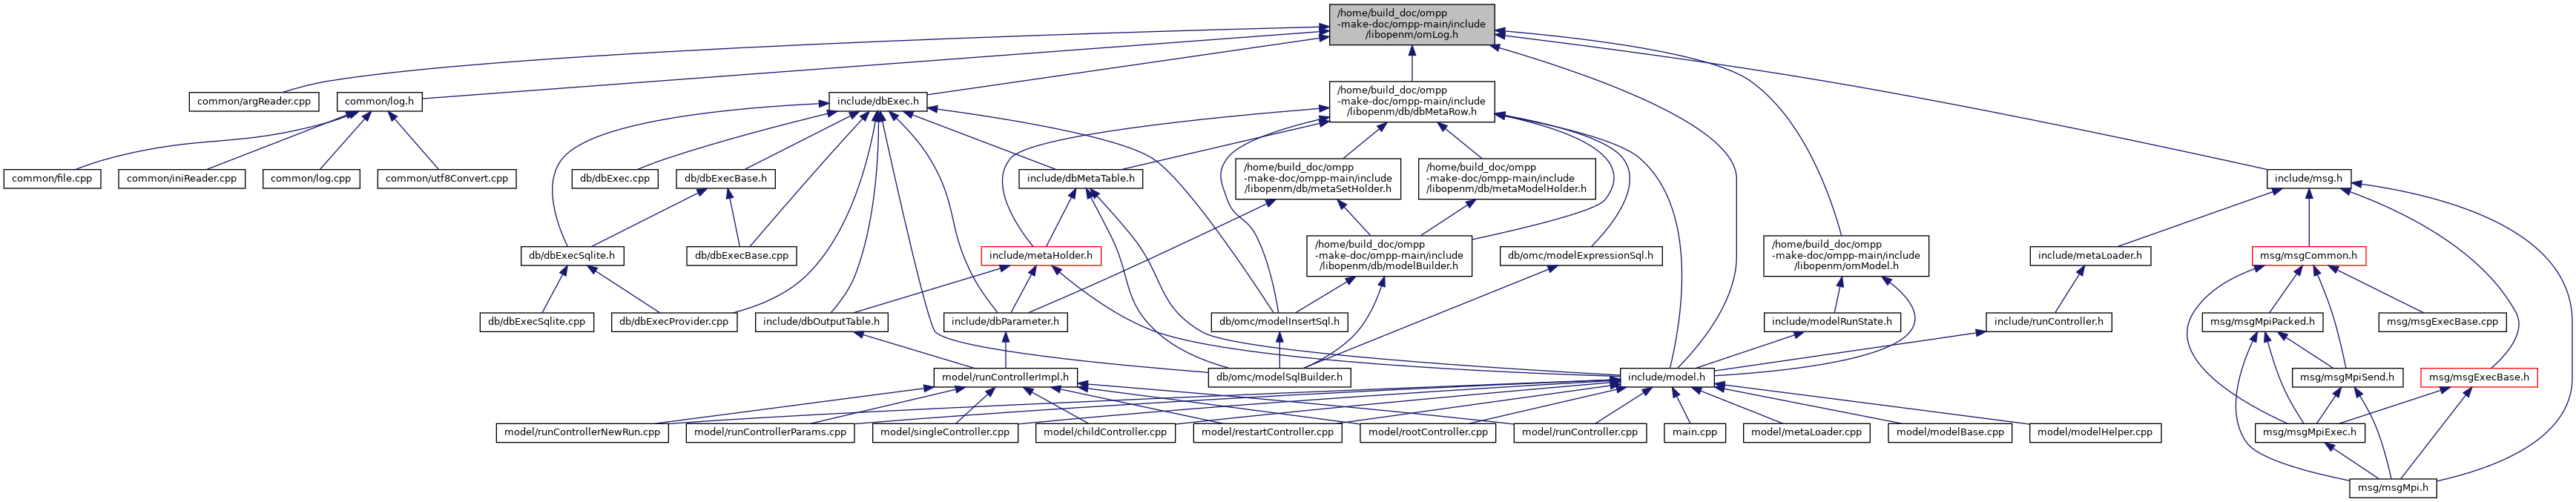 /home/build_doc/ompp
-make-doc/ompp-main/include
/libopenm/omLog.h
common/argReader.cpp
common/log.h
include/dbExec.h
/home/build_doc/ompp
-make-doc/ompp-main/include
/libopenm/db/dbMetaRow.h
common/file.cpp
common/iniReader.cpp
common/log.cpp
common/utf8Convert.cpp
db/dbExec.cpp
db/dbExecBase.h
include/dbMetaTable.h
/home/build_doc/ompp
-make-doc/ompp-main/include
/libopenm/db/metaSetHolder.h
/home/build_doc/ompp
-make-doc/ompp-main/include
/libopenm/db/metaModelHolder.h
include/msg.h
db/dbExecSqlite.h
db/dbExecBase.cpp
include/metaHolder.h
/home/build_doc/ompp
-make-doc/ompp-main/include
/libopenm/db/modelBuilder.h
db/omc/modelExpressionSql.h
/home/build_doc/ompp
-make-doc/ompp-main/include
/libopenm/omModel.h
include/metaLoader.h
msg/msgCommon.h
db/dbExecSqlite.cpp
db/dbExecProvider.cpp
include/dbOutputTable.h
include/dbParameter.h
db/omc/modelInsertSql.h
include/modelRunState.h
include/runController.h
msg/msgMpiPacked.h
msg/msgExecBase.cpp
model/runControllerImpl.h
db/omc/modelSqlBuilder.h
include/model.h
msg/msgMpiSend.h
msg/msgExecBase.h
model/runControllerNewRun.cpp
model/runControllerParams.cpp
model/singleController.cpp
model/childController.cpp
model/restartController.cpp
model/rootController.cpp
model/runController.cpp
main.cpp
model/metaLoader.cpp
model/modelBase.cpp
model/modelHelper.cpp
msg/msgMpiExec.h
msg/msgMpi.h